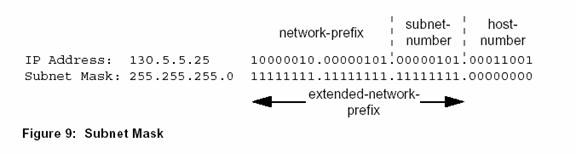 network-prefix subnet-number host-number
IP Address: 130.5.5.25 10000010.00000101.00000101.00011001
Subnet Mask: 255.255.255.0 11111111.11111111.11111111.00000000
extended-network-prefix
Figure 9: Subnet Mask